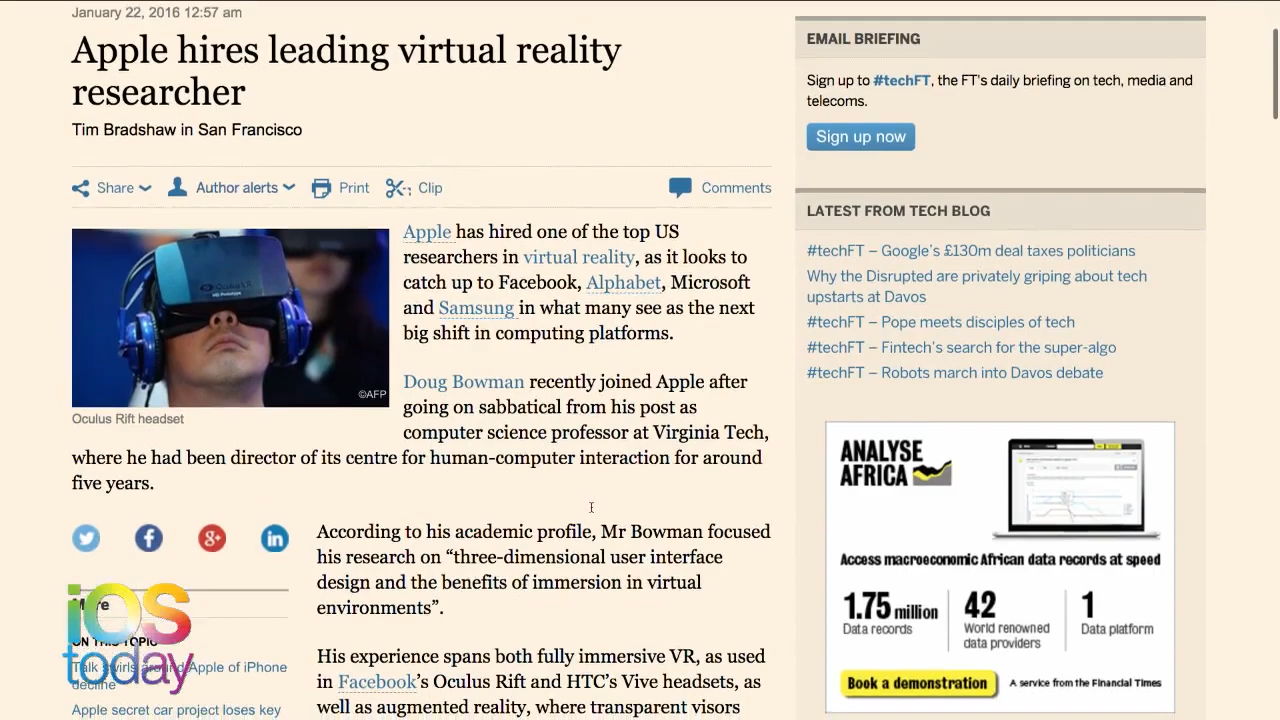 January 22, 2016 12:57 am
Apple hires leading virtual reality
researcher
Tim Bradshaw in San Francisco
Share
Author alerts
Print
Clip
Comments
OculusVR
©AFP
Oculus Rift headset
Apple has hired one of the top US
researchers in virtual reality, as it looks to
catch up to Facebook, Alphabet, Microsoft
and Samsung in what many see as the next
big shift in computing platforms.
Doug Bowman recently joined Apple after
going on sabbatical from his post as
computer science professor at Virginia Tech,
where he had been director of its centre for human-computer interaction for around
five years.
According to his academic profile, Mr Bowman focused
his research on “three-dimensional user interface
design and the benefits of immersion in virtual
environments”.
His experience spans both fully immersive VR, as used
in Facebook’s Oculus Rift and HTC’s Vive headsets, as
well as augmented reality, where transparent visors
g+
in
More
ON THIS TOPIC
Talk swirls around Apple of iPhone
decline
Apple secret car project loses key
iOS
today
EMAIL BRIEFING
Sign up to #techFT, the FT's daily briefing on tech, media and
telecoms.
Sign up now
LATEST FROM TECH BLOG
#techFT – Google’s £130m deal taxes politicians
Why the Disrupted are privately griping about tech
upstarts at Davos
#techFT – Pope meets disciples of tech
#techFT – Fintech’s search for the super-algo
#techFT – Robots march into Davos debate
ANALYSE
AFRICA
Access macroeconomic African data records at speed
1.75 million
Data records
42
World renowned
data providers
1
Data platform
Book a demonstration
A service from the Financial Times